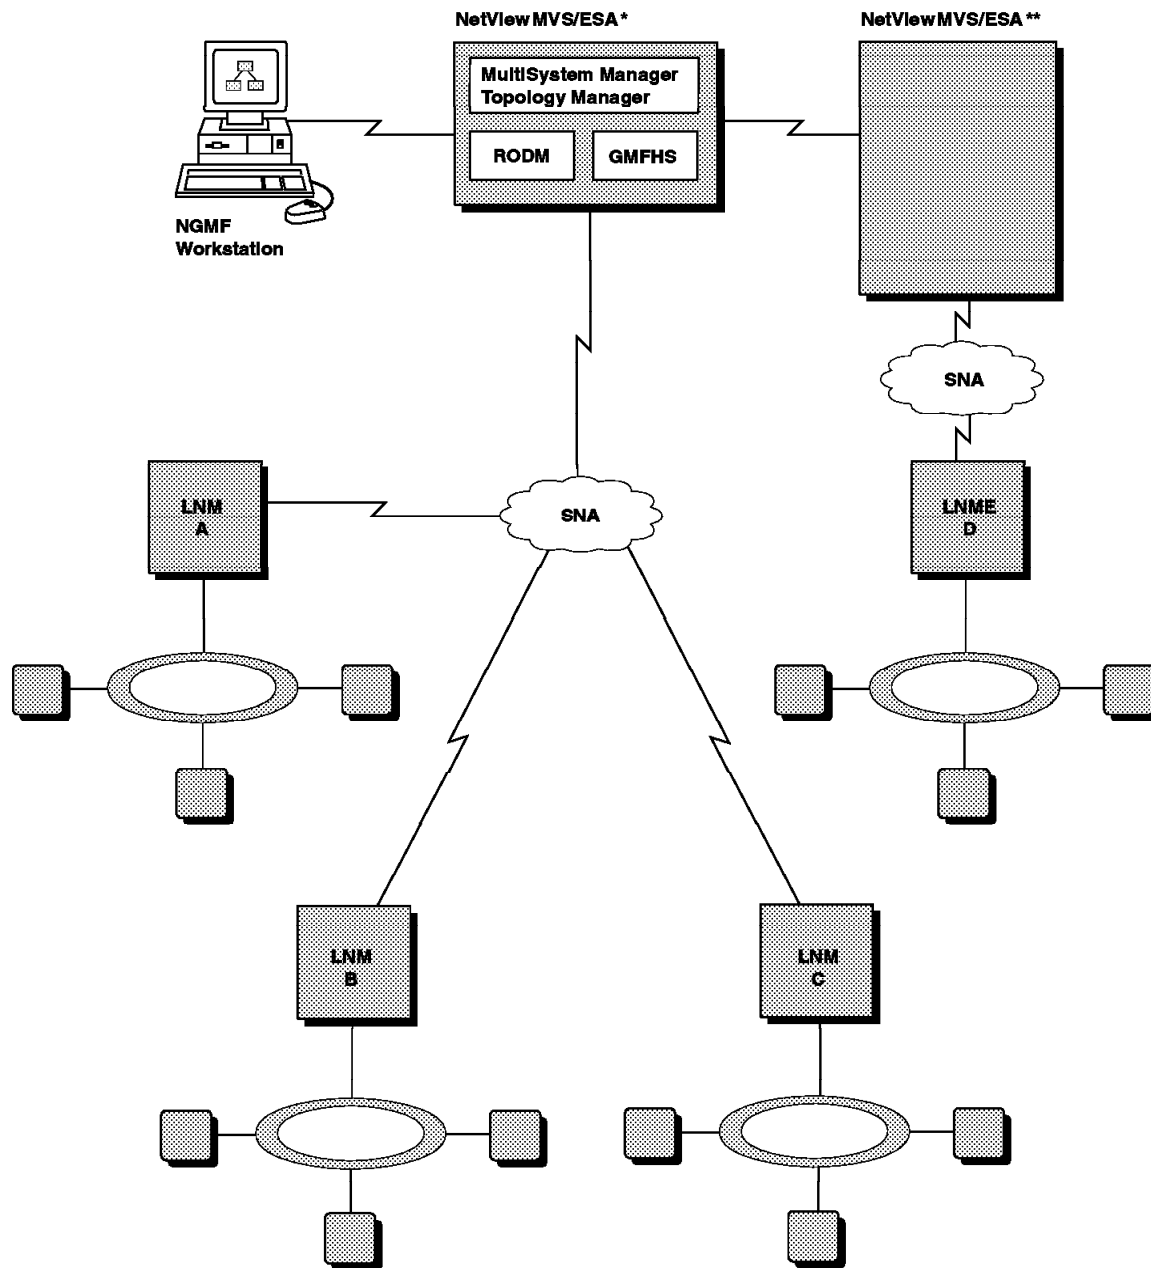 NetView MVS/ESA *
NetView MVS/ESA **
MultiSystem Manager
Topology Manager
RODM
GMFHS
NGMF
Workstation
SNA
LNM
A
SNA
LNME
D
LNM
B
LNM
C